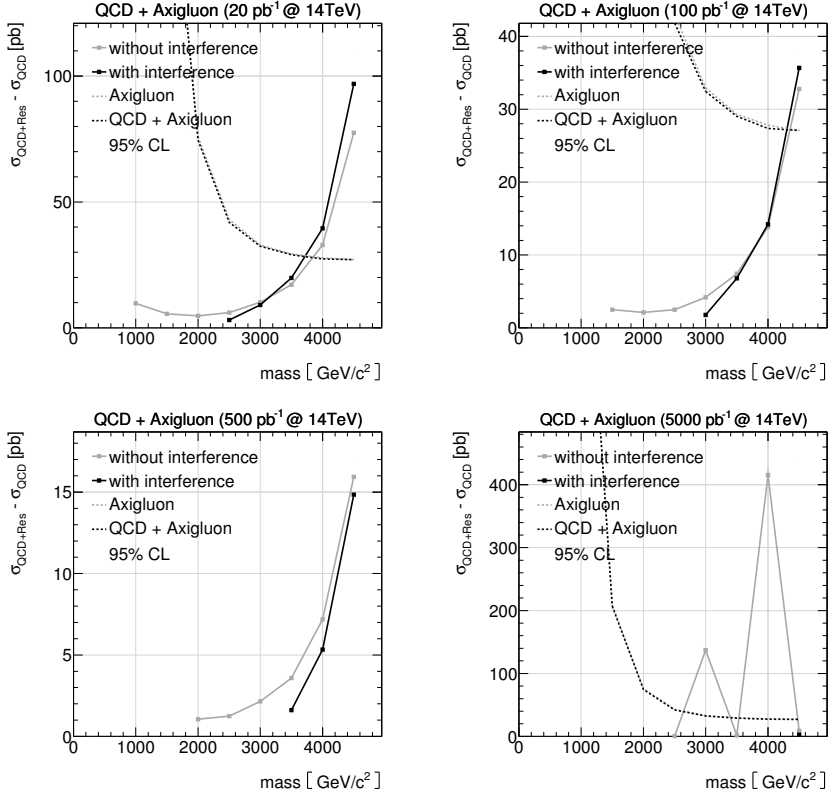 QCD + Axigluon (20 pb⁻¹ @ 14TeV)
σQCD+Res - σQCD [pb]
without interference
with interference
Axigluon
QCD + Axigluon
95% CL
100
50
0
0 1000 2000 3000 4000
mass [ GeV/c² ]
QCD + Axigluon (100 pb⁻¹ @ 14TeV)
σQCD+Res - σQCD [pb]
without interference
with interference
Axigluon
QCD + Axigluon
95% CL
40
30
20
10
0
0 1000 2000 3000 4000
mass [ GeV/c² ]
QCD + Axigluon (500 pb⁻¹ @ 14TeV)
σQCD+Res - σQCD [pb]
without interference
with interference
Axigluon
QCD + Axigluon
95% CL
15
10
5
0
0 1000 2000 3000 4000
mass [ GeV/c² ]
QCD + Axigluon (5000 pb⁻¹ @ 14TeV)
σQCD+Res - σQCD [pb]
without interference
with interference
Axigluon
QCD + Axigluon
95% CL
400
300
200
100
0
0 1000 2000 3000 4000
mass [ GeV/c² ]